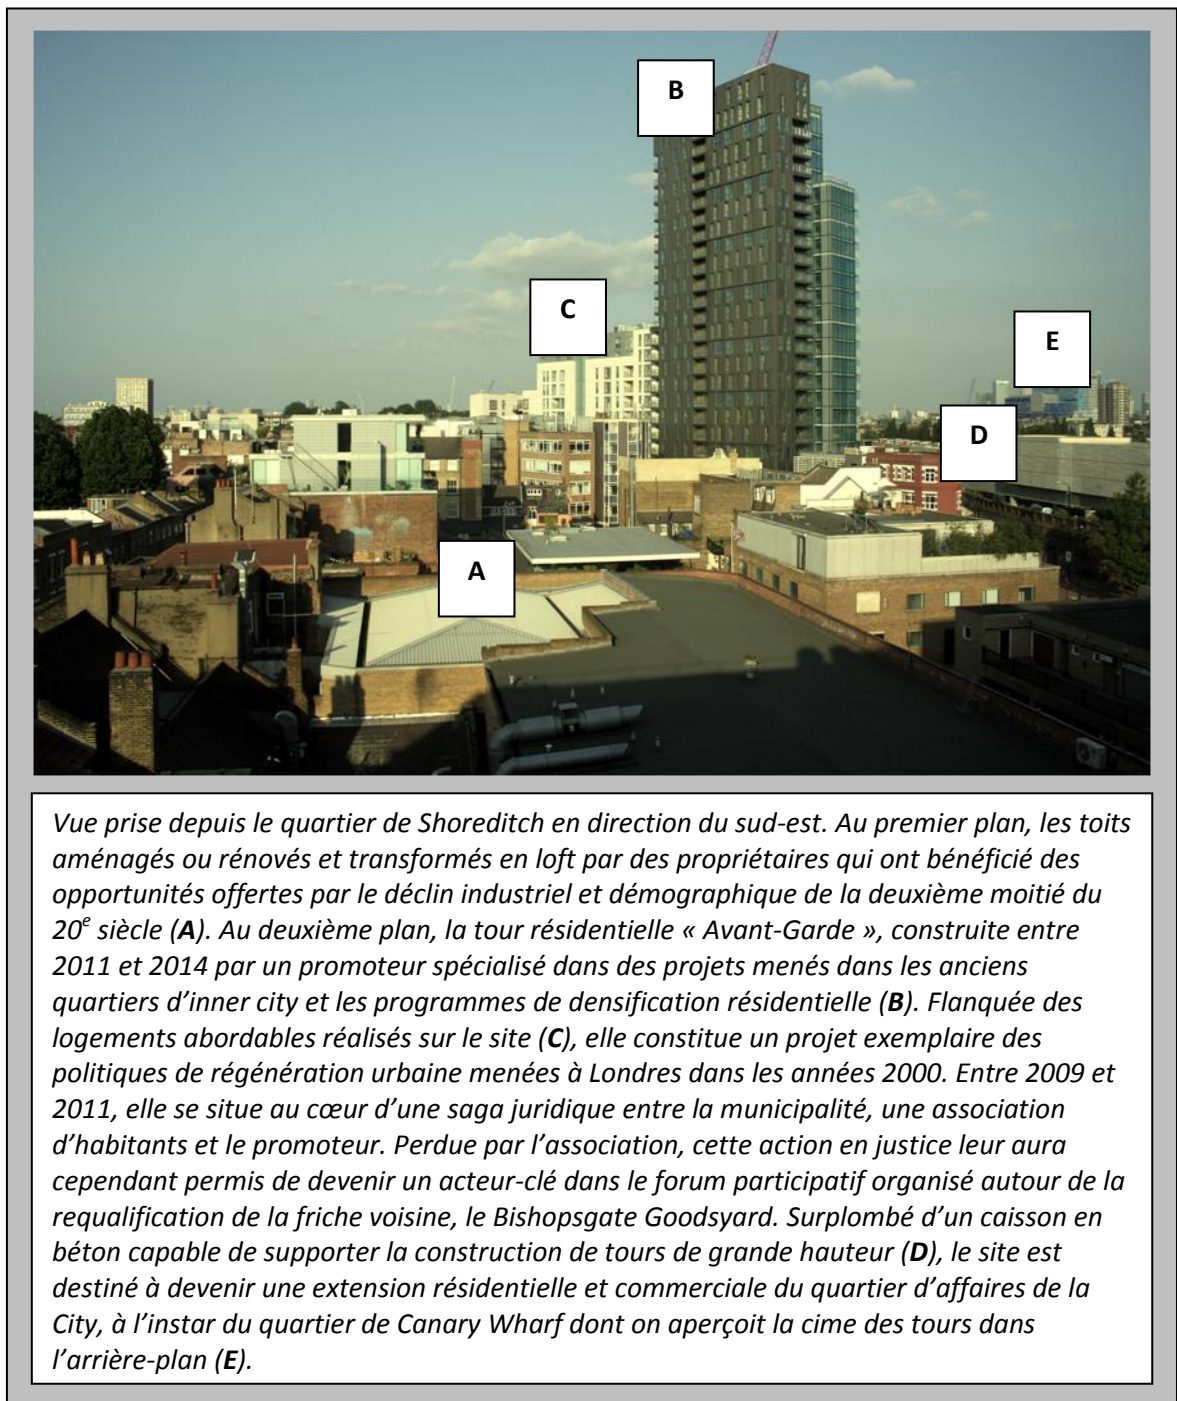 B
C
E
D
A
Vue prise depuis le quartier de Shoreditch en direction du sud-est. Au premier plan, les toits
aménagés ou rénovés et transformés en loft par des propriétaires qui ont bénéficié des
opportunités offertes par le déclin industriel et démographique de la deuxième moitié du
20e siècle (A). Au deuxième plan, la tour résidentielle « Avant-Garde », construite entre
2011 et 2014 par un promoteur spécialisé dans des projets menés dans les anciens
quartiers d’inner city et les programmes de densification résidentielle (B). Flanquée des
logements abordables réalisés sur le site (C), elle constitue un projet exemplaire des
politiques de régénération urbaine menées à Londres dans les années 2000. Entre 2009 et
2011, elle se situe au cœur d’une saga juridique entre la municipalité, une association
d’habitants et le promoteur. Perdue par l’association, cette action en justice leur aura
cependant permis de devenir un acteur-clé dans le forum participatif organisé autour de la
requalification de la friche voisine, le Bishopsgate Goodsyard. Surplombé d’un caisson en
béton capable de supporter la construction de tours de grande hauteur (D), le site est
destiné à devenir une extension résidentielle et commerciale du quartier d’affaires de la
City, à l’instar du quartier de Canary Wharf dont on aperçoit la cime des tours dans
l’arrière-plan (E).